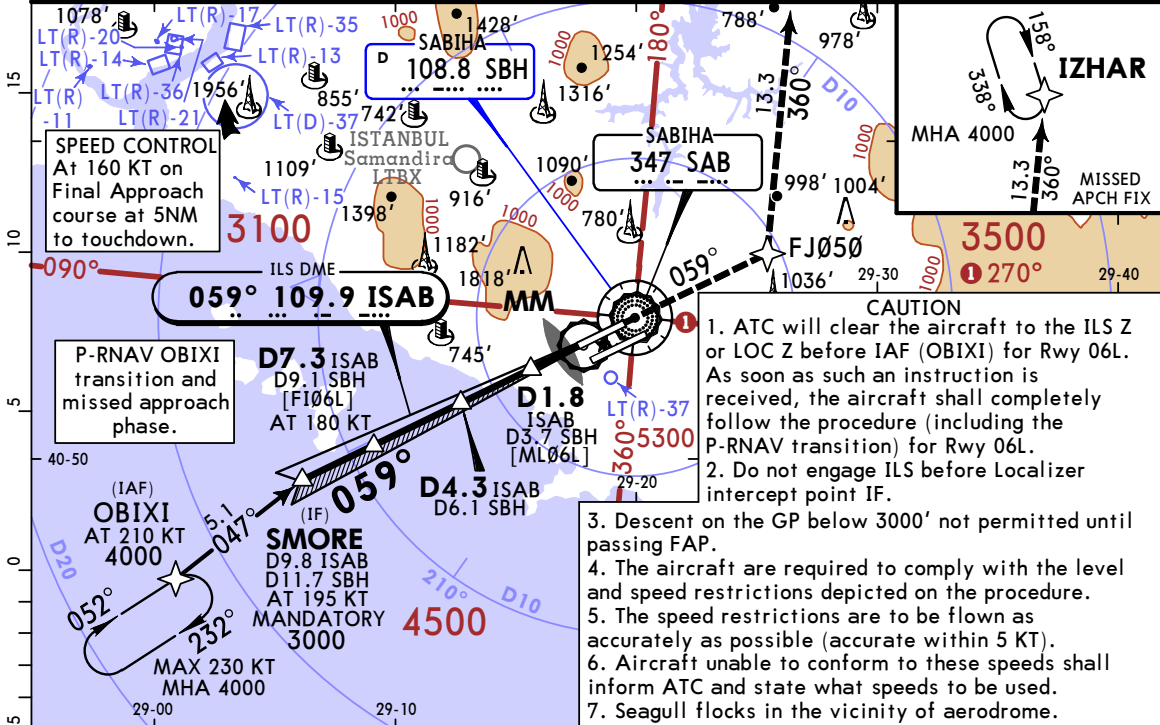 1078'
LT(R)-17
LT(R)-20
LT(R)-35
LT(R)-14
LT(R)-13
LT(R)
-11
LT(R)-36
LT(R)-21
1956'
LT(D)-37
855'
742'
1000
1428'
SABIHA
D 108.8 SBH
1254'
1316'
180°
788'
978'
13.3
360°
D10
158°
338°
IZHAR
MHA 4000
13.3
360°
MISSED
APCH FIX
15
SPEED CONTROL
At 160 KT on
Final Approach
course at 5NM
to touchdown.
1109'
LT(R)-15
ISTANBUL
Samandira
LTBX
916'
1398'
1000
1182'
1818'
1000
1090'
1000
SABIHA
347 SAB
780'
998'
1004'
1000
1000
3100
3500
1 270°
10
090°
ILS DME
059° 109.9 ISAB
MM
059°
FJ050
1036'
29-30
29-40
1
745'
P-RNAV OBIXI
transition and
missed approach
phase.
D7.3 ISAB
D9.1 SBH
[FI06L]
AT 180 KT
D1.8
ISAB
D3.7 SBH
[ML06L]
LT(R)-37
360°
5300
29-20
CAUTION
1. ATC will clear the aircraft to the ILS Z
or LOC Z before IAF (OBIXI) for Rwy 06L.
As soon as such an instruction is
received, the aircraft shall completely
follow the procedure (including the
P-RNAV transition) for Rwy 06L.
2. Do not engage ILS before Localizer
intercept point IF.
3. Descent on the GP below 3000' not permitted until
passing FAP.
4. The aircraft are required to comply with the level
and speed restrictions depicted on the procedure.
5. The speed restrictions are to be flown as
accurately as possible (accurate within 5 KT).
6. Aircraft unable to conform to these speeds shall
inform ATC and state what speeds to be used.
7. Seagull flocks in the vicinity of aerodrome.
5
40-50
059°
D4.3 ISAB
D6.1 SBH
(IAF)
OBIXI
AT 210 KT
4000
5.1
047°
(IF)
SMORE
D9.8 ISAB
D11.7 SBH
AT 195 KT
MANDATORY
3000
0
D20
210°
D10
4500
052°
232°
MAX 230 KT
MHA 4000
29-00
29-10
5